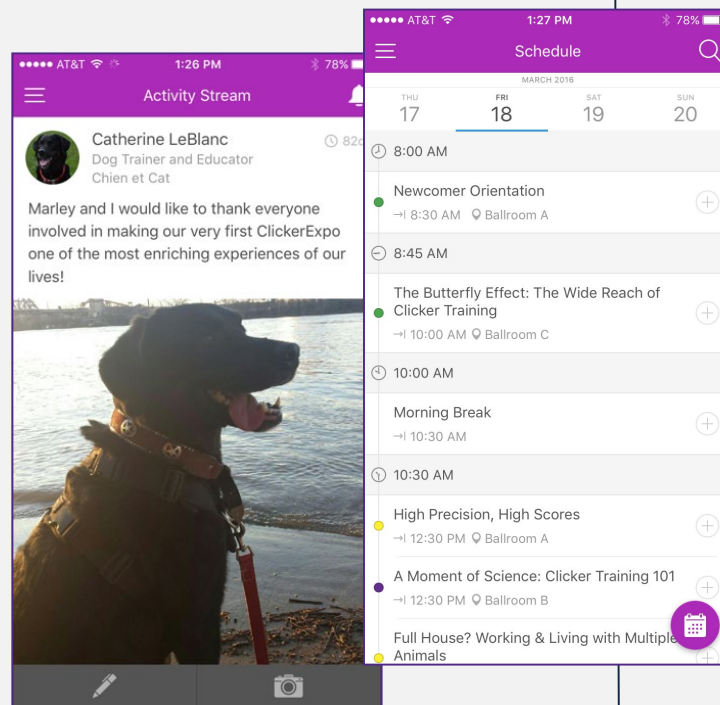 AT&T 1:26 PM 78%
Activity Stream
Catherine LeBlanc
82d
Dog Trainer and Educator
Chien et Cat
Marley and I would like to thank everyone
involved in making our very first ClickerExpo
one of the most enriching experiences of our
lives!
AT&T 1:27 PM 78%
Schedule
MARCH 2016
THU FRI SAT SUN
17 18 19 20
8:00 AM
Newcomer Orientation
8:30 AM Ballroom A
8:45 AM
The Butterfly Effect: The Wide Reach of
Clicker Training
10:00 AM Ballroom C
10:00 AM
Morning Break
10:30 AM
10:30 AM
High Precision, High Scores
12:30 PM Ballroom A
A Moment of Science: Clicker Training 101
12:30 PM Ballroom B
Full House? Working & Living with Multiple
Animals